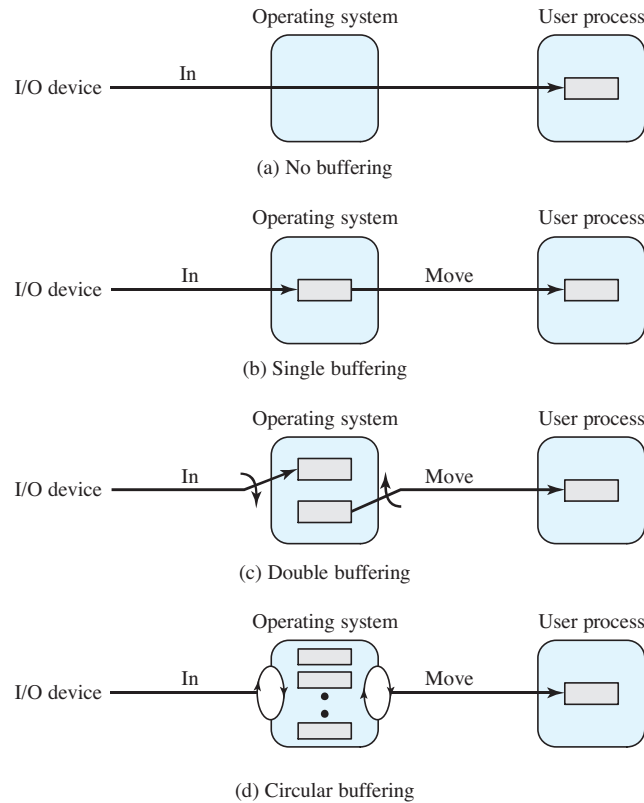 Operating system
User process
I/O device
In
(a) No buffering
Operating system
User process
I/O device
In
Move
(b) Single buffering
Operating system
User process
I/O device
In
Move
(c) Double buffering
Operating system
User process
I/O device
In
Move
(d) Circular buffering